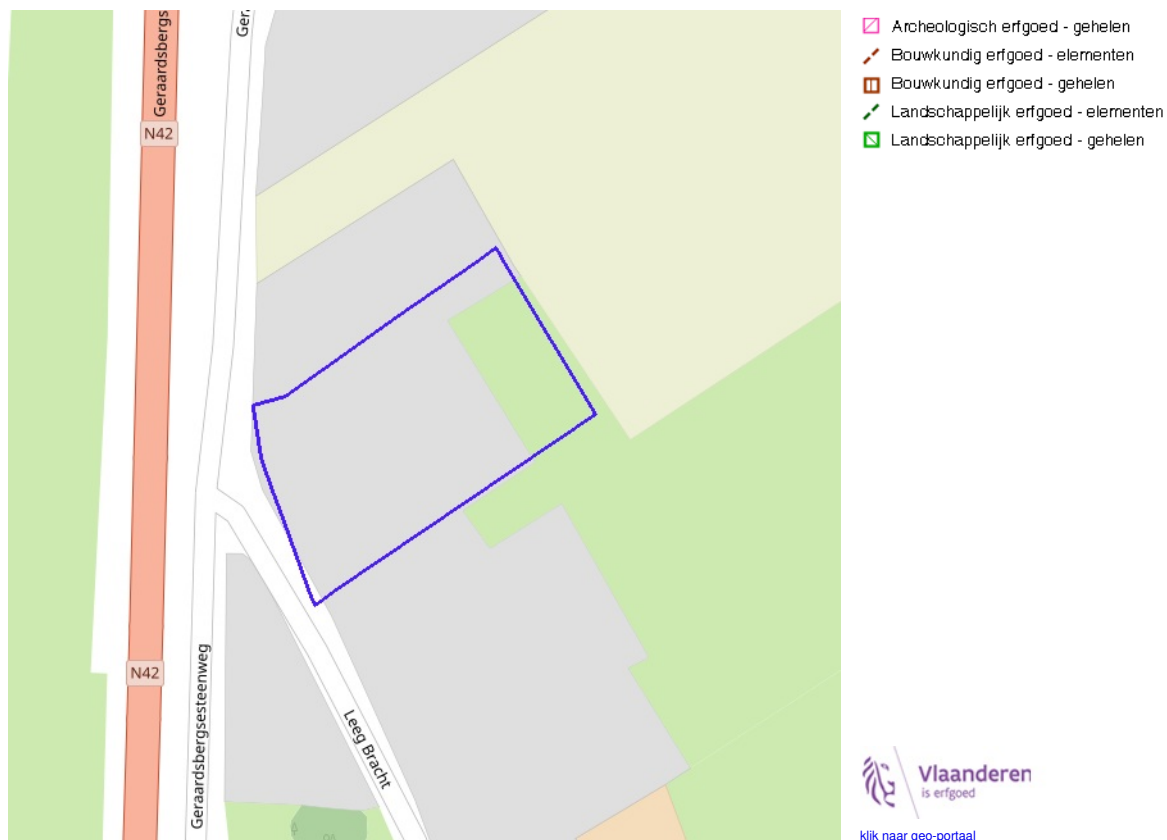 Geraardsbergs
Gera
N42
N42
Geraardsbergsesteenweg
Leeg Bracht
Archeologisch erfgoed - gehelen
Bouwkundig erfgoed - elementen
Bouwkundig erfgoed - gehelen
Landschappelijk erfgoed - elementen
Landschappelijk erfgoed - gehelen
Vlaanderen
is erfgoed
klik naar geo-portaal